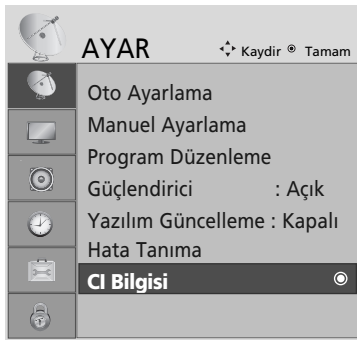 AYAR Kaydir Tamam
Oto Ayarlama
Manuel Ayarlama
Program Düzenleme
Güçlendirici : Açık
Yazılım Güncelleme : Kapalı
Hata Tanıma
CI Bilgisi